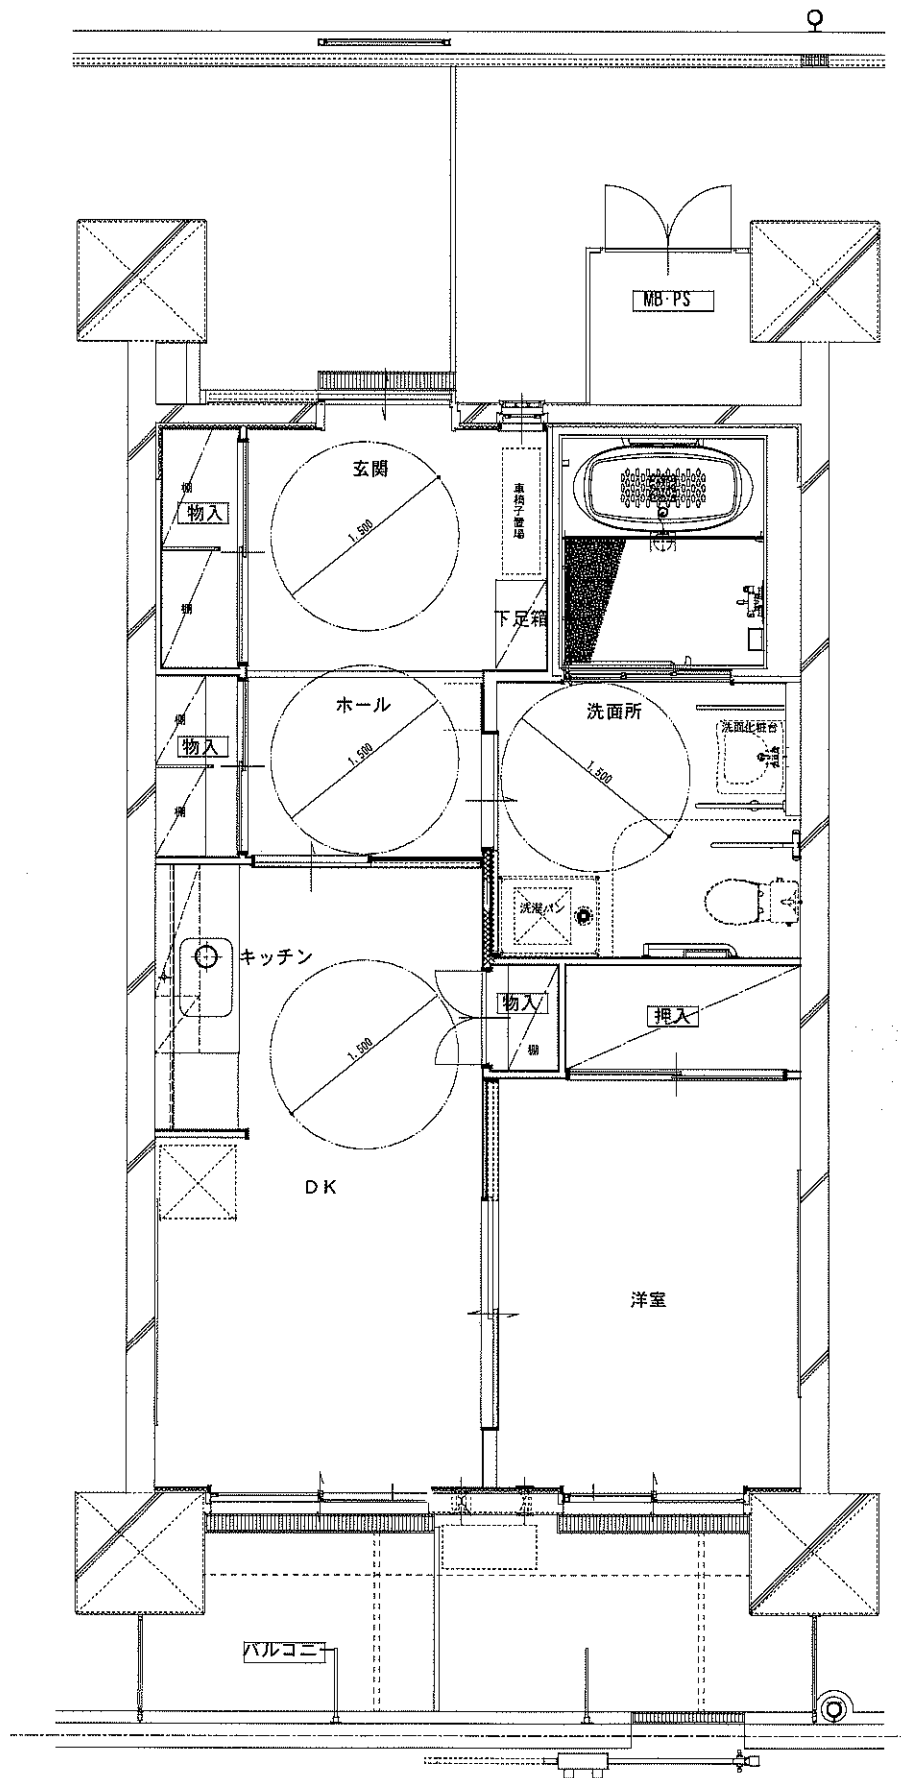 MB・PS
玄関
棚
物入
1,500
車椅子置場
棚
下足箱
ホール
洗面所
棚
物入
洗面化粧台
1,500
1,500
棚
洗濯パン
キッチン
物入
押入
1,500
棚
DK
洋室
バルコニー